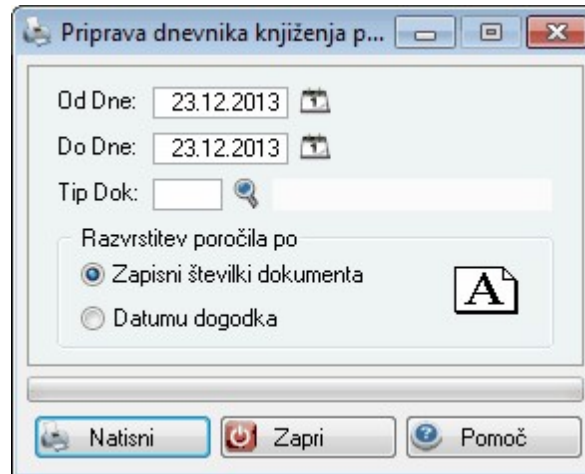 Priprava dnevnika knjiženja p...
Od Dne: 23.12.2013
Do Dne: 23.12.2013
Tip Dok:
Razvrstitev poročila po
Zapisni številki dokumenta
Datumu dogodka
A
Natisni Zapri Pomoč